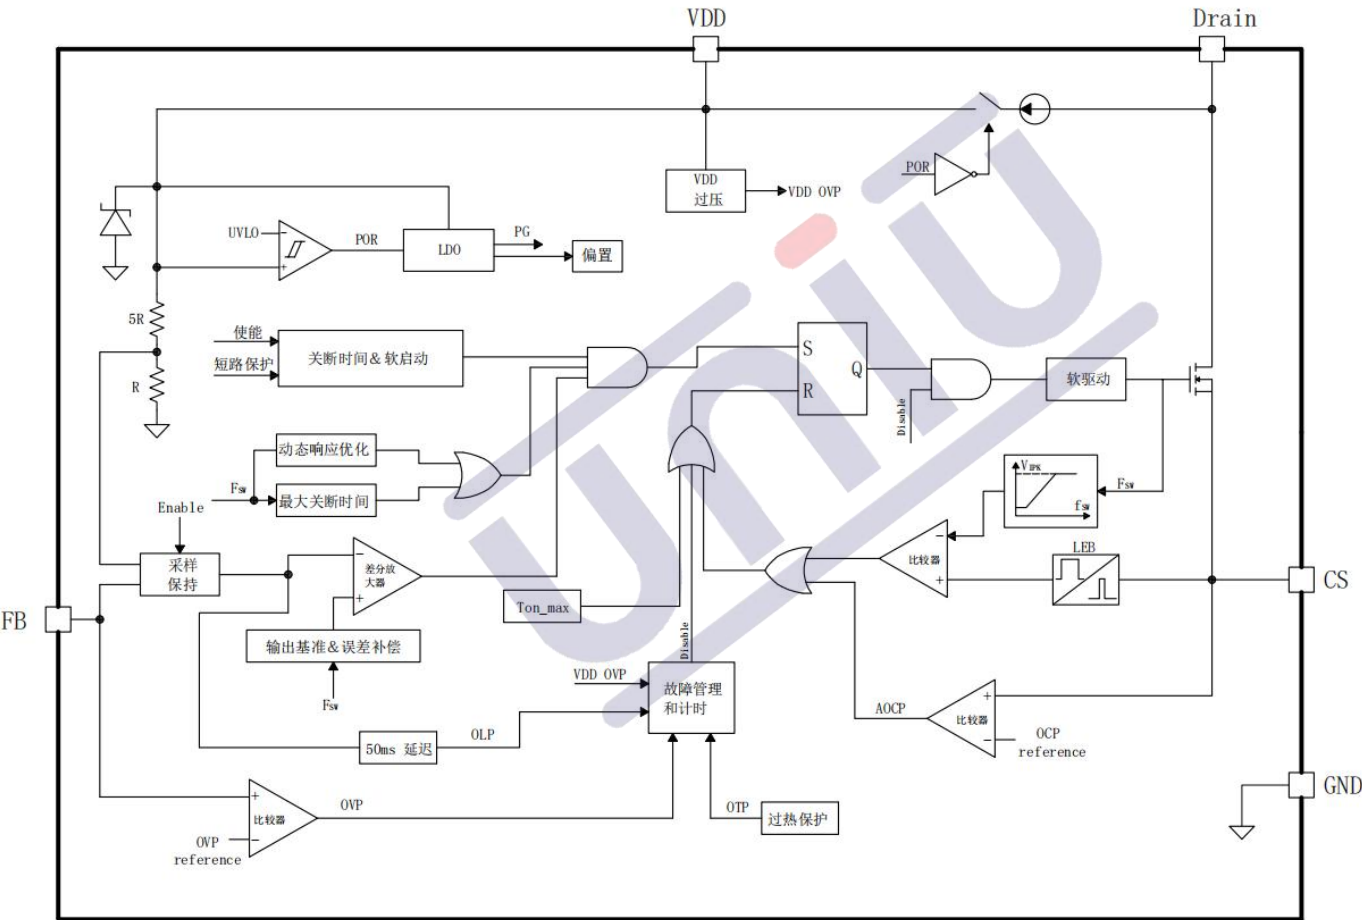 VDD
Drain
POR
VDD
过压
VDD OVP
UVLO
POR
LDO
PG
偏置
5R
R
使能
短路保护
关断时间＆软启动
S
R
Q
Disable
软驱动
动态响应优化
Fsw
最大关断时间
VIPK
fsw
Fsw
Enable
采样
保持
差分放
大器
比较器
LEB
CS
FB
Ton_max
输出基准＆误差补偿
Fsw
Disable
VDD OVP
故障管理
和计时
AOCP
比较器
OCP
reference
50ms 延迟
OLP
GND
OVP
比较器
OVP
reference
OTP
过热保护
uniu